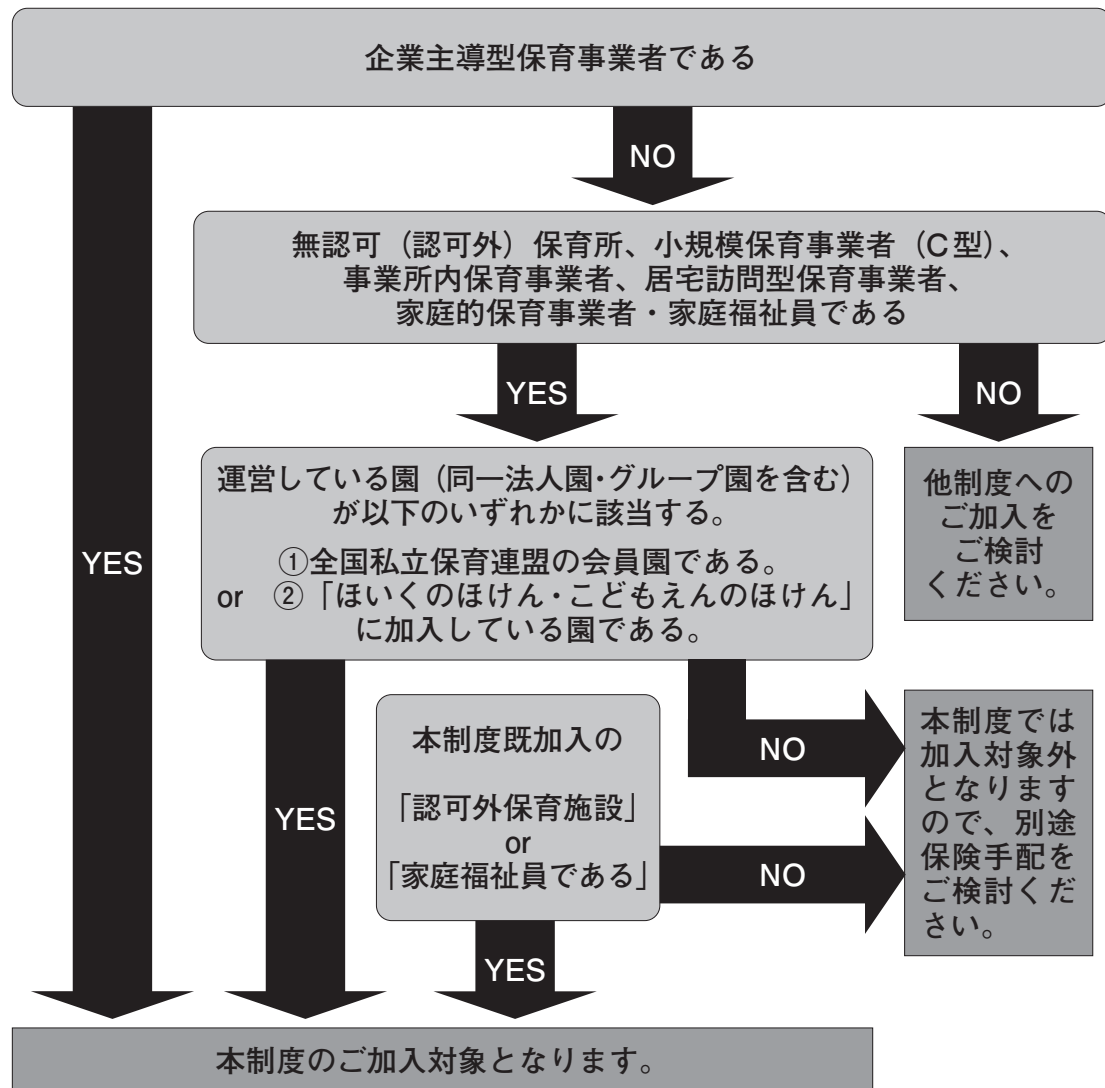 企業主導型保育事業者である
NO
無認可（認可外）保育所、小規模保育事業者（C型）、
事業所内保育事業者、居宅訪問型保育事業者、
家庭的保育事業者・家庭福祉員である
YES
NO
運営している園（同一法人園・グループ園を含む）
が以下のいずれかに該当する。
①全国私立保育連盟の会員園である。
or ②「ほいくのほけん・こどもえんのほけん」
に加入している園である。
他制度への
ご加入を
ご検討
ください。
YES
本制度既加入の
「認可外保育施設」
or
「家庭福祉員である」
NO
NO
本制度では
加入対象外
となります
ので、別途
保険手配を
ご検討くだ
さい。
YES
YES
本制度のご加入対象となります。